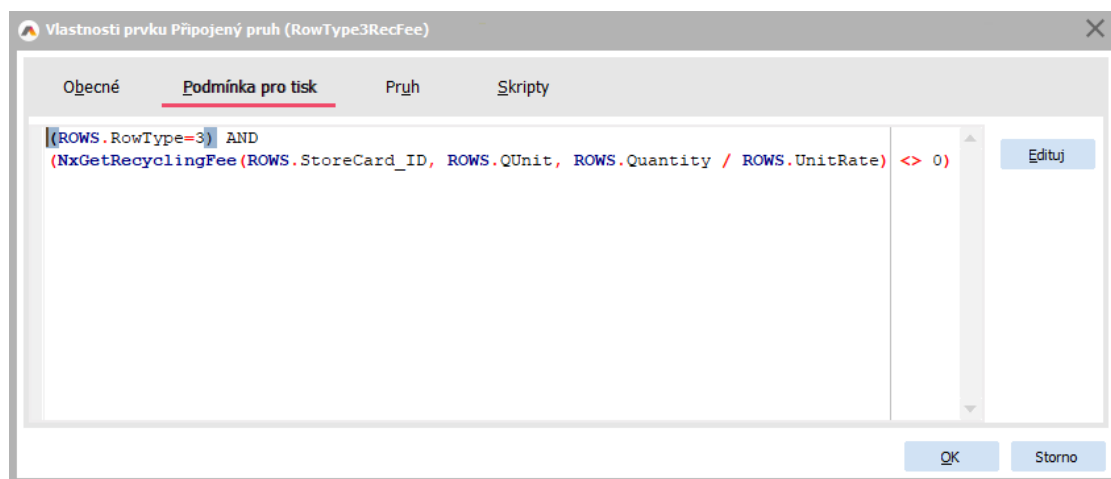 Vlastnosti prvku Připojený pruh (RowType3RecFee)
Obecné Podmínka pro tisk Pruh Skripty
(ROWS.RowType=3) AND
(NxGetRecyclingFee(ROWS.StoreCard_ID, ROWS.QUnit, ROWS.Quantity / ROWS.UnitRate) <> 0)
Edituj
OK Storno